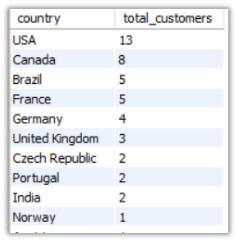 country total_customers
USA 13
Canada 8
Brazil 5
France 5
Germany 4
United Kingdom 3
Czech Republic 2
Portugal 2
India 2
Norway 1